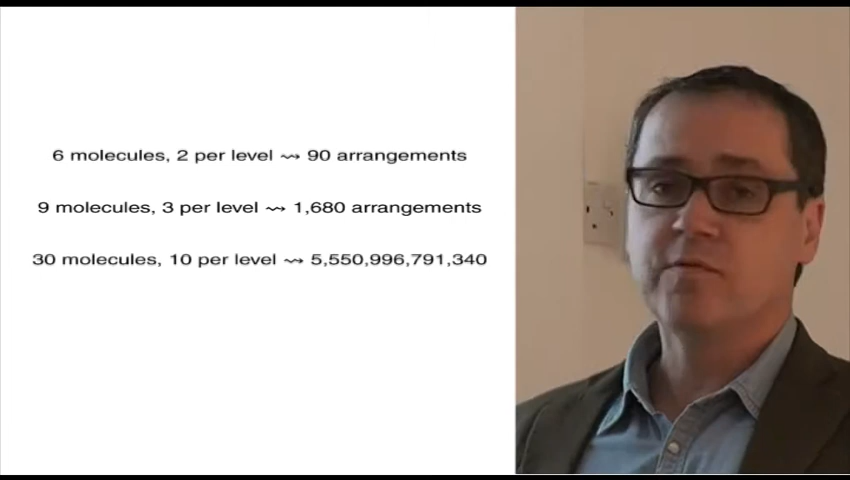 6 molecules, 2 per level ⇝ 90 arrangements
9 molecules, 3 per level ⇝ 1,680 arrangements
30 molecules, 10 per level ⇝ 5,550,996,791,340